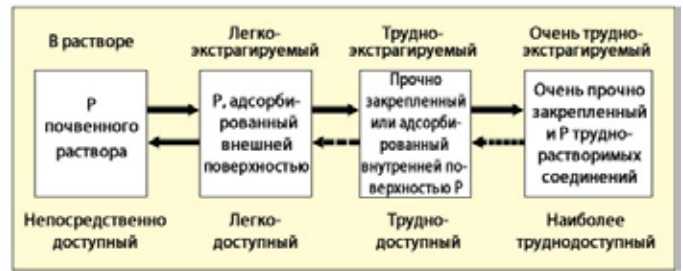 В растворе
Легко-
экстрагируемый
Трудно-
экстрагируемый
Очень трудно-
экстрагируемый
Р
почвенного
раствора
Р, адсорби-
рованный
внешней
поверхностью
Прочно
закрепленный
или адсорби-
рованный
внутренней по-
верхностью Р
Очень прочно
закрепленный
и Р трудно-
растворимых
соединений
Непосредственно
доступный
Легко-
доступный
Трудно-
доступный
Наиболее
труднодоступный